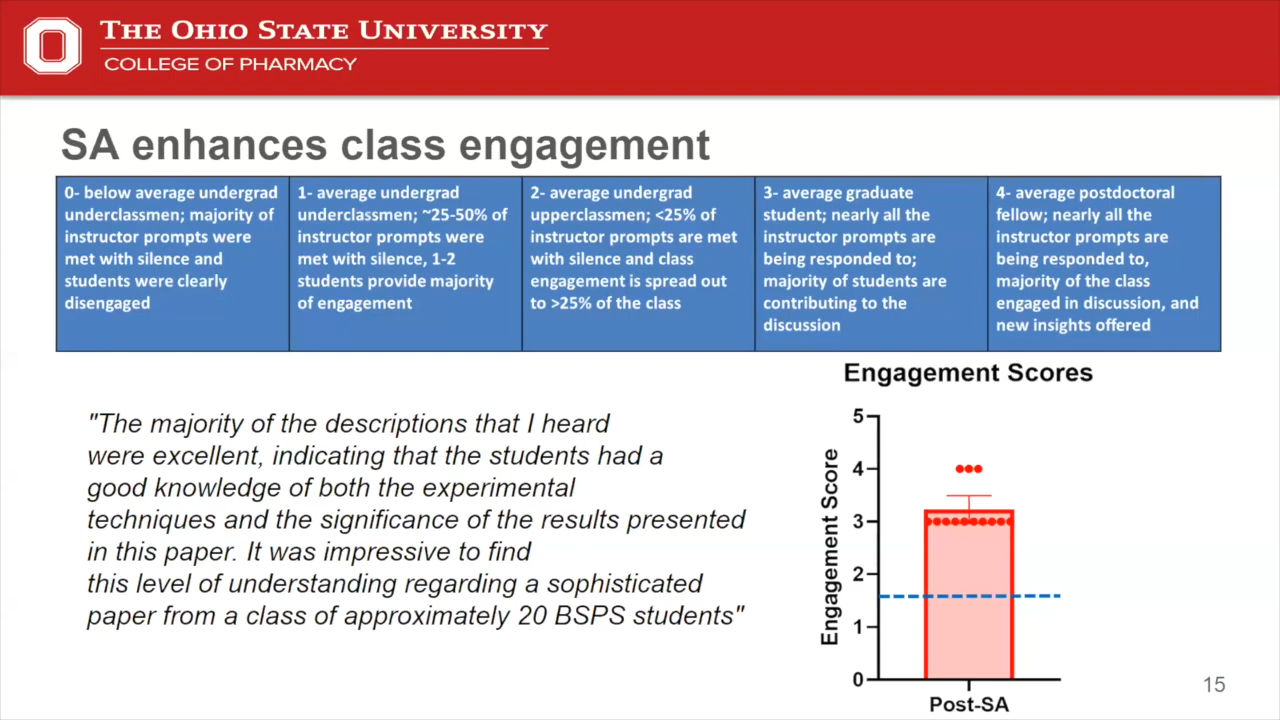 THE OHIO STATE UNIVERSITY
COLLEGE OF PHARMACY
SA enhances class engagement
0- below average undergrad
underclassmen; majority of
instructor prompts were
met with silence and
students were clearly
disengaged
1- average undergrad
underclassmen; ~25-50% of
instructor prompts were
met with silence, 1-2
students provide majority
of engagement
2- average undergrad
upperclassmen; <25% of
instructor prompts are met
with silence and class
engagement is spread out
to >25% of the class
3- average graduate
student; nearly all the
instructor prompts are
being responded to;
majority of students are
contributing to the
discussion
4- average postdoctoral
fellow; nearly all the
instructor prompts are
being responded to,
majority of the class
engaged in discussion, and
new insights offered
"The majority of the descriptions that I heard
were excellent, indicating that the students had a
good knowledge of both the experimental
techniques and the significance of the results presented
in this paper. It was impressive to find
this level of understanding regarding a sophisticated
paper from a class of approximately 20 BSPS students"
Engagement Scores
Engagement Score
5
4
3
2
1
0
Post-SA
15